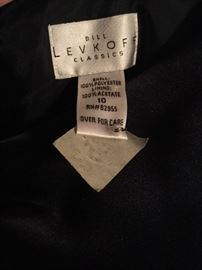 BILL
LEVKOFF
CLASSICS
SHELL:
100% POLYESTER
LINING:
100% ACETATE
10
RN# 82955
OVER FOR CARE